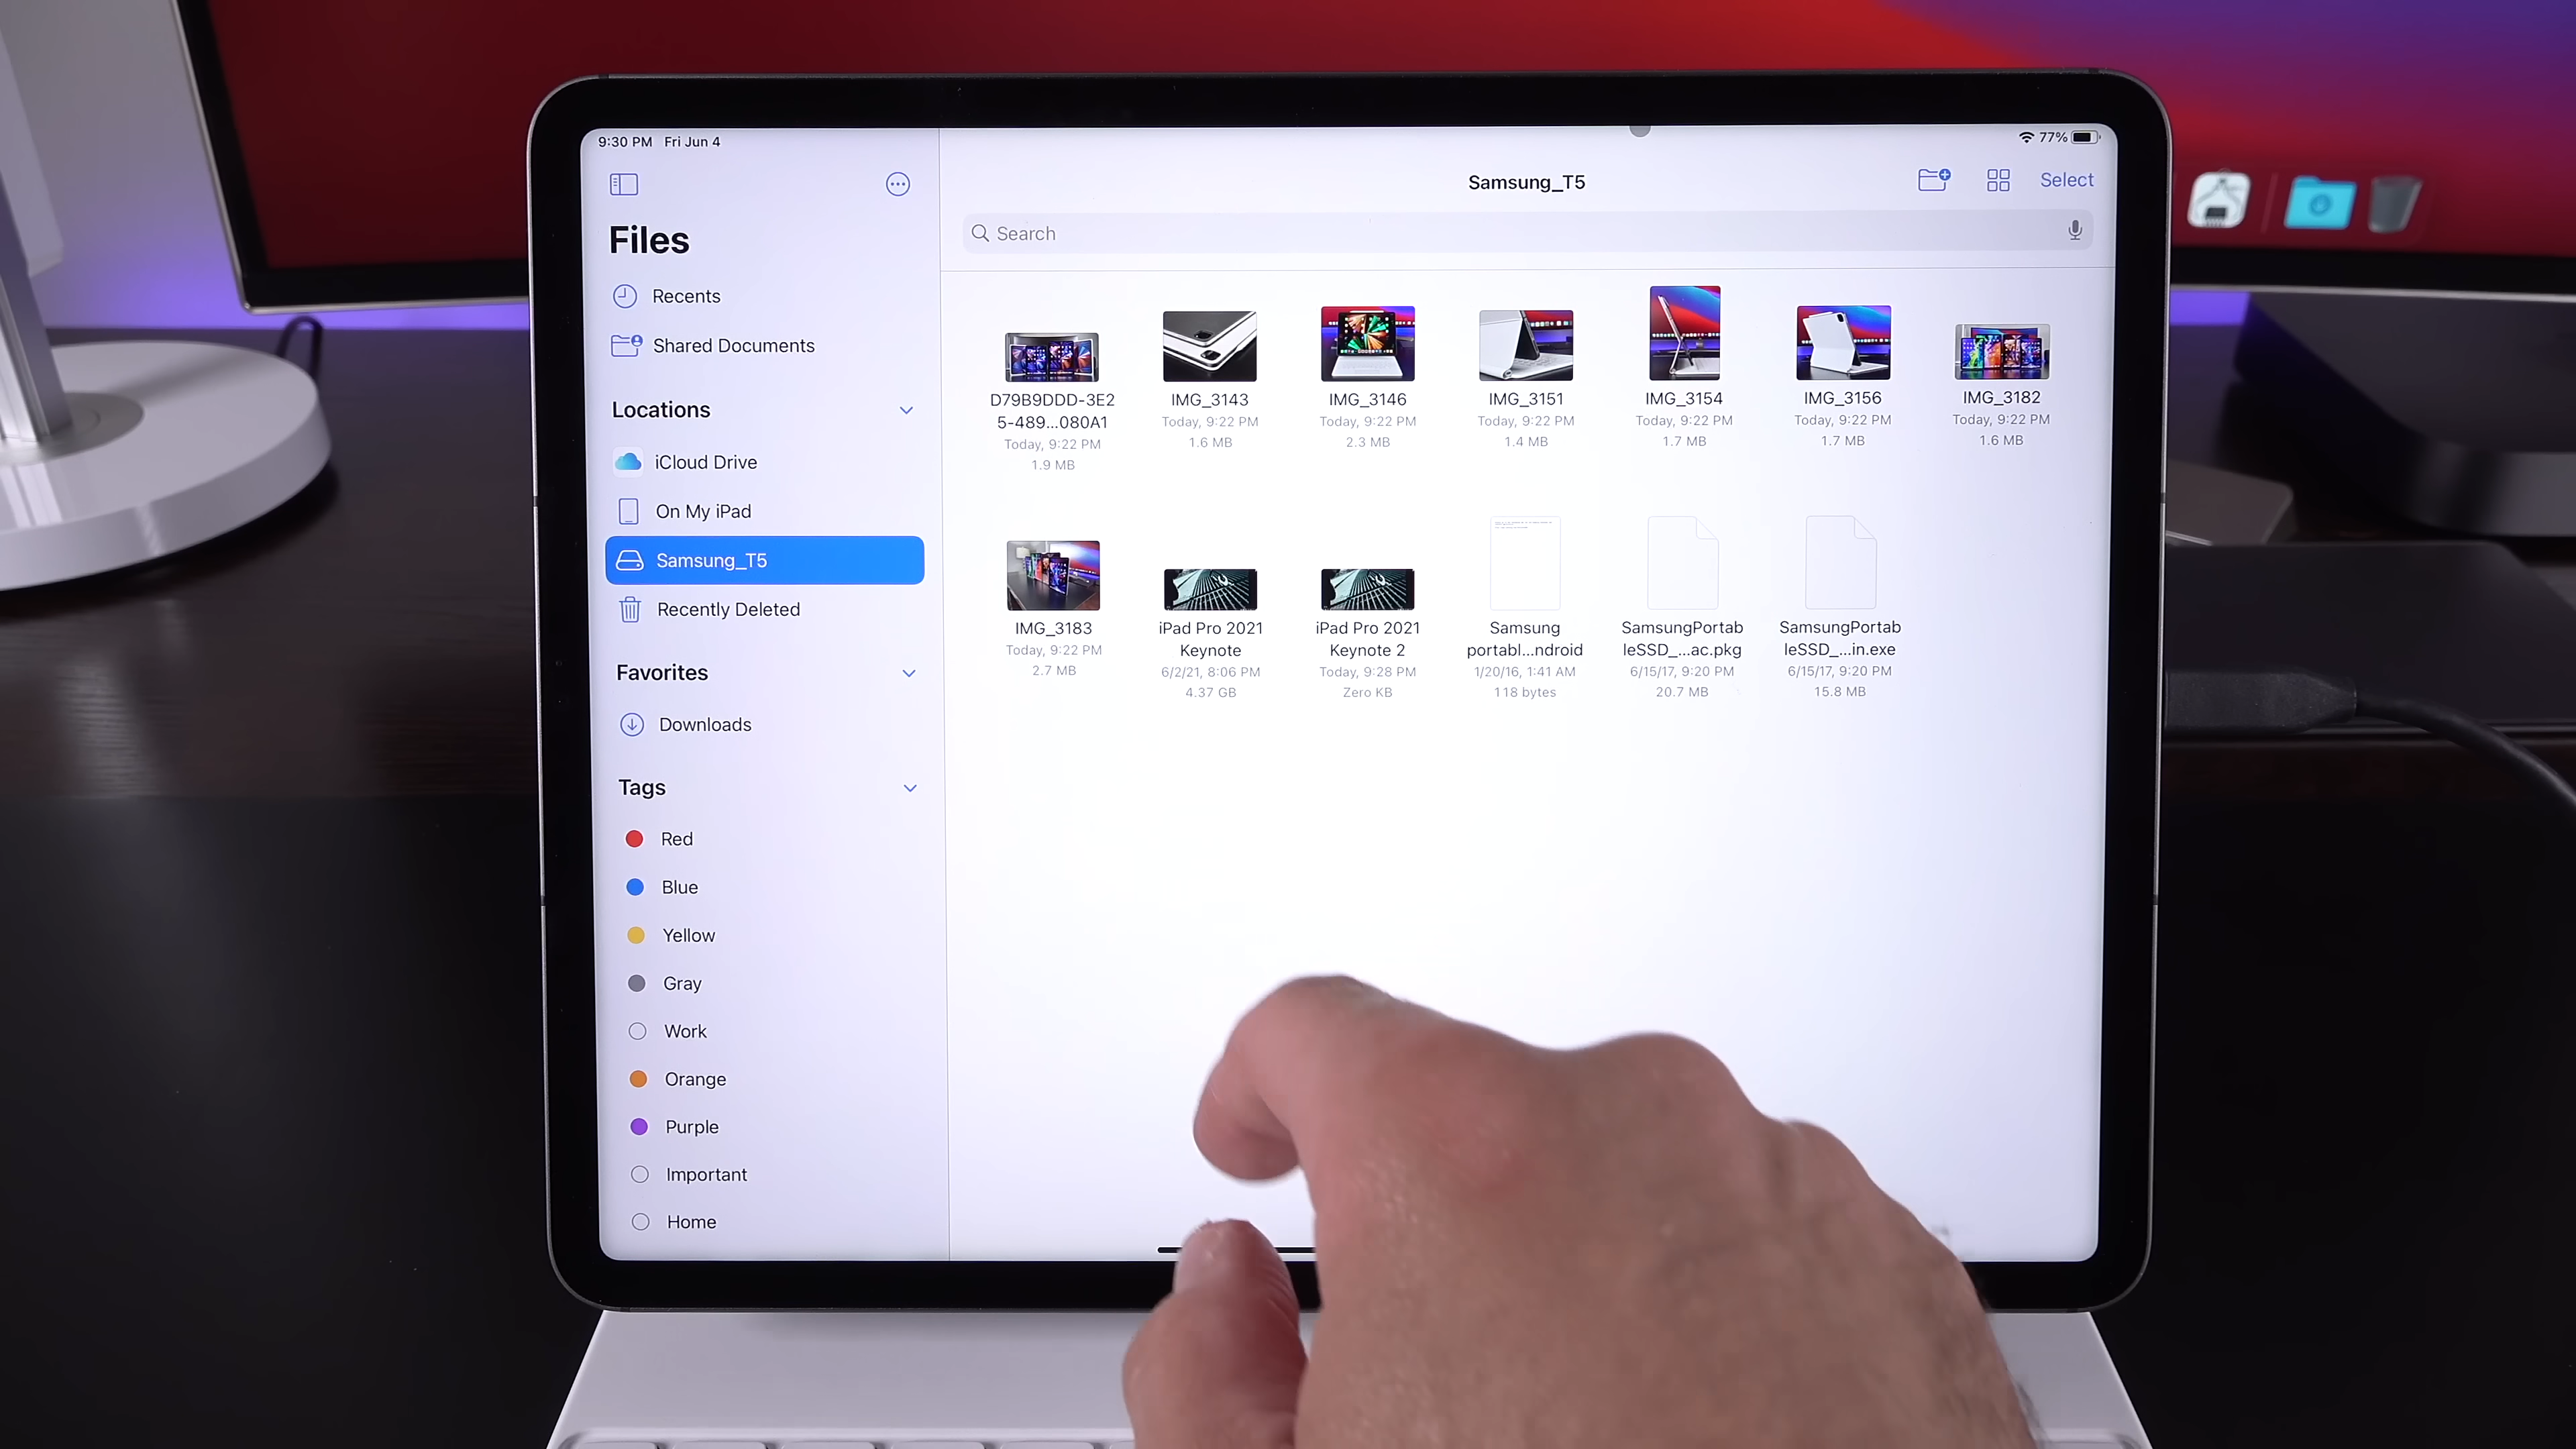 9:30 PM Fri Jun 4
77%
Files
Samsung_T5
Select
Search
Recents
Shared Documents
Locations
iCloud Drive
On My iPad
Samsung_T5
Recently Deleted
Favorites
Downloads
Tags
Red
Blue
Yellow
Gray
Work
Orange
Purple
Important
Home
D79B9DDD-3E2
5-489...080A1
Today, 9:22 PM
1.9 MB
IMG_3143
Today, 9:22 PM
1.6 MB
IMG_3146
Today, 9:22 PM
2.3 MB
IMG_3151
Today, 9:22 PM
1.4 MB
IMG_3154
Today, 9:22 PM
1.7 MB
IMG_3156
Today, 9:22 PM
1.7 MB
IMG_3182
Today, 9:22 PM
1.6 MB
IMG_3183
Today, 9:22 PM
2.7 MB
iPad Pro 2021
Keynote
6/2/21, 8:06 PM
4.37 GB
iPad Pro 2021
Keynote 2
Today, 9:28 PM
Zero KB
Samsung
portabl...ndroid
1/20/16, 1:41 AM
118 bytes
SamsungPortab
leSSD_...ac.pkg
6/15/17, 9:20 PM
20.7 MB
SamsungPortab
leSSD_...in.exe
6/15/17, 9:20 PM
15.8 MB